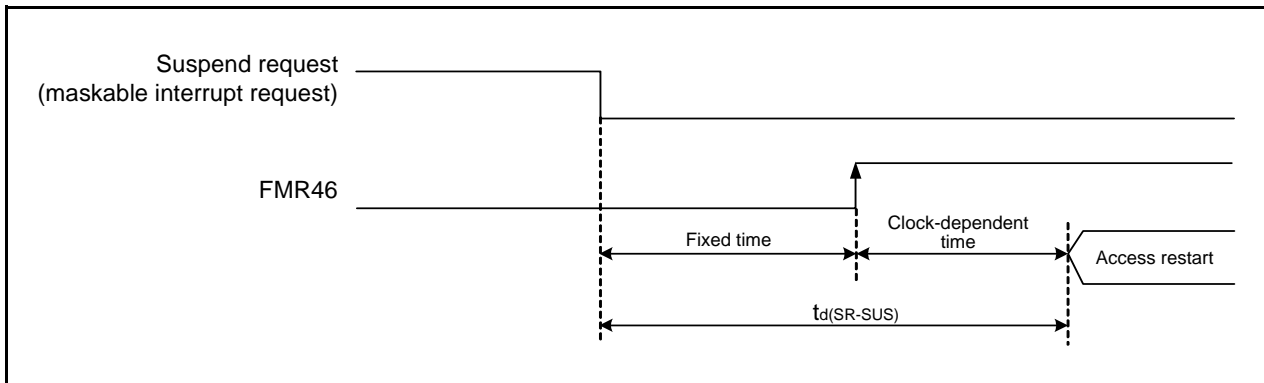 Suspend request
(maskable interrupt request)
FMR46
Fixed time
Clock-dependent
time
Access restart
td(SR-SUS)